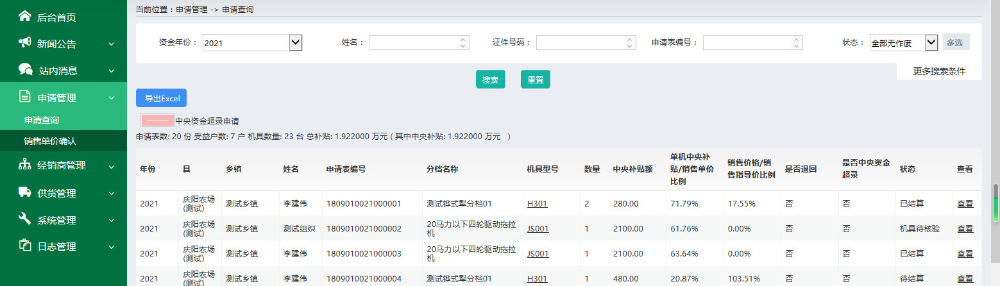 后台首页
新闻公告
站内消息
申请管理
申请查询
销售单价确认
经销商管理
供货管理
系统管理
日志管理
当前位置：申请管理 -> 申请查询
资金年份： 2021 姓名： 证件号码： 申请表编号： 状态： 全部无作废 多选
更多搜索条件
搜索 重置
导出Excel
中央资金超录申请
申请表数: 20 份 受益户数: 7 户 机具数量: 23 台 总补贴: 1.922000 万元 ( 其中中央补贴: 1.922000 万元 )
年份 县 乡镇 姓名 申请表编号 分档名称 机具型号 数量 中央补贴额 单机中央补贴/销售单价比例 销售价格/销售指导价比例 是否退回 是否中央资金超录 状态 查看
2021 庆阳农场(测试) 测试乡镇 李建伟 1809010021000001 测试铧式犁分档01 H301 2 280.00 71.79% 17.55% 否 否 已结算 查看
2021 庆阳农场(测试) 测试乡镇 测试组织 1809010021000002 20马力以下四轮驱动拖拉机 JS001 1 2100.00 61.76% 0.00% 否 否 机具待核验 查看
2021 庆阳农场(测试) 测试乡镇 李建伟 1809010021000003 20马力以下四轮驱动拖拉机 JS001 1 2100.00 63.64% 0.00% 否 否 已结算 查看
2021 庆阳农场(测试) 测试乡镇 李建伟 1809010021000004 测试铧式犁分档01 H301 1 480.00 20.87% 103.51% 否 否 待结算 查看